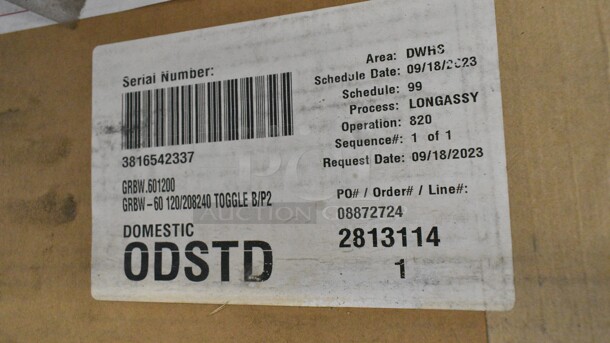 Serial Number:
3816542337
GRBW.601200
GRBW-60 120/208240 TOGGLE B/P2
DOMESTIC
ODSTD
Area: DWHS
Schedule Date: 09/18/2023
Schedule: 99
Process: LONGASSY
Operation: 820
Sequence#: 1 of 1
Request Date: 09/18/2023
PO# / Order# / Line#:
08872724
2813114
1
AUCTION